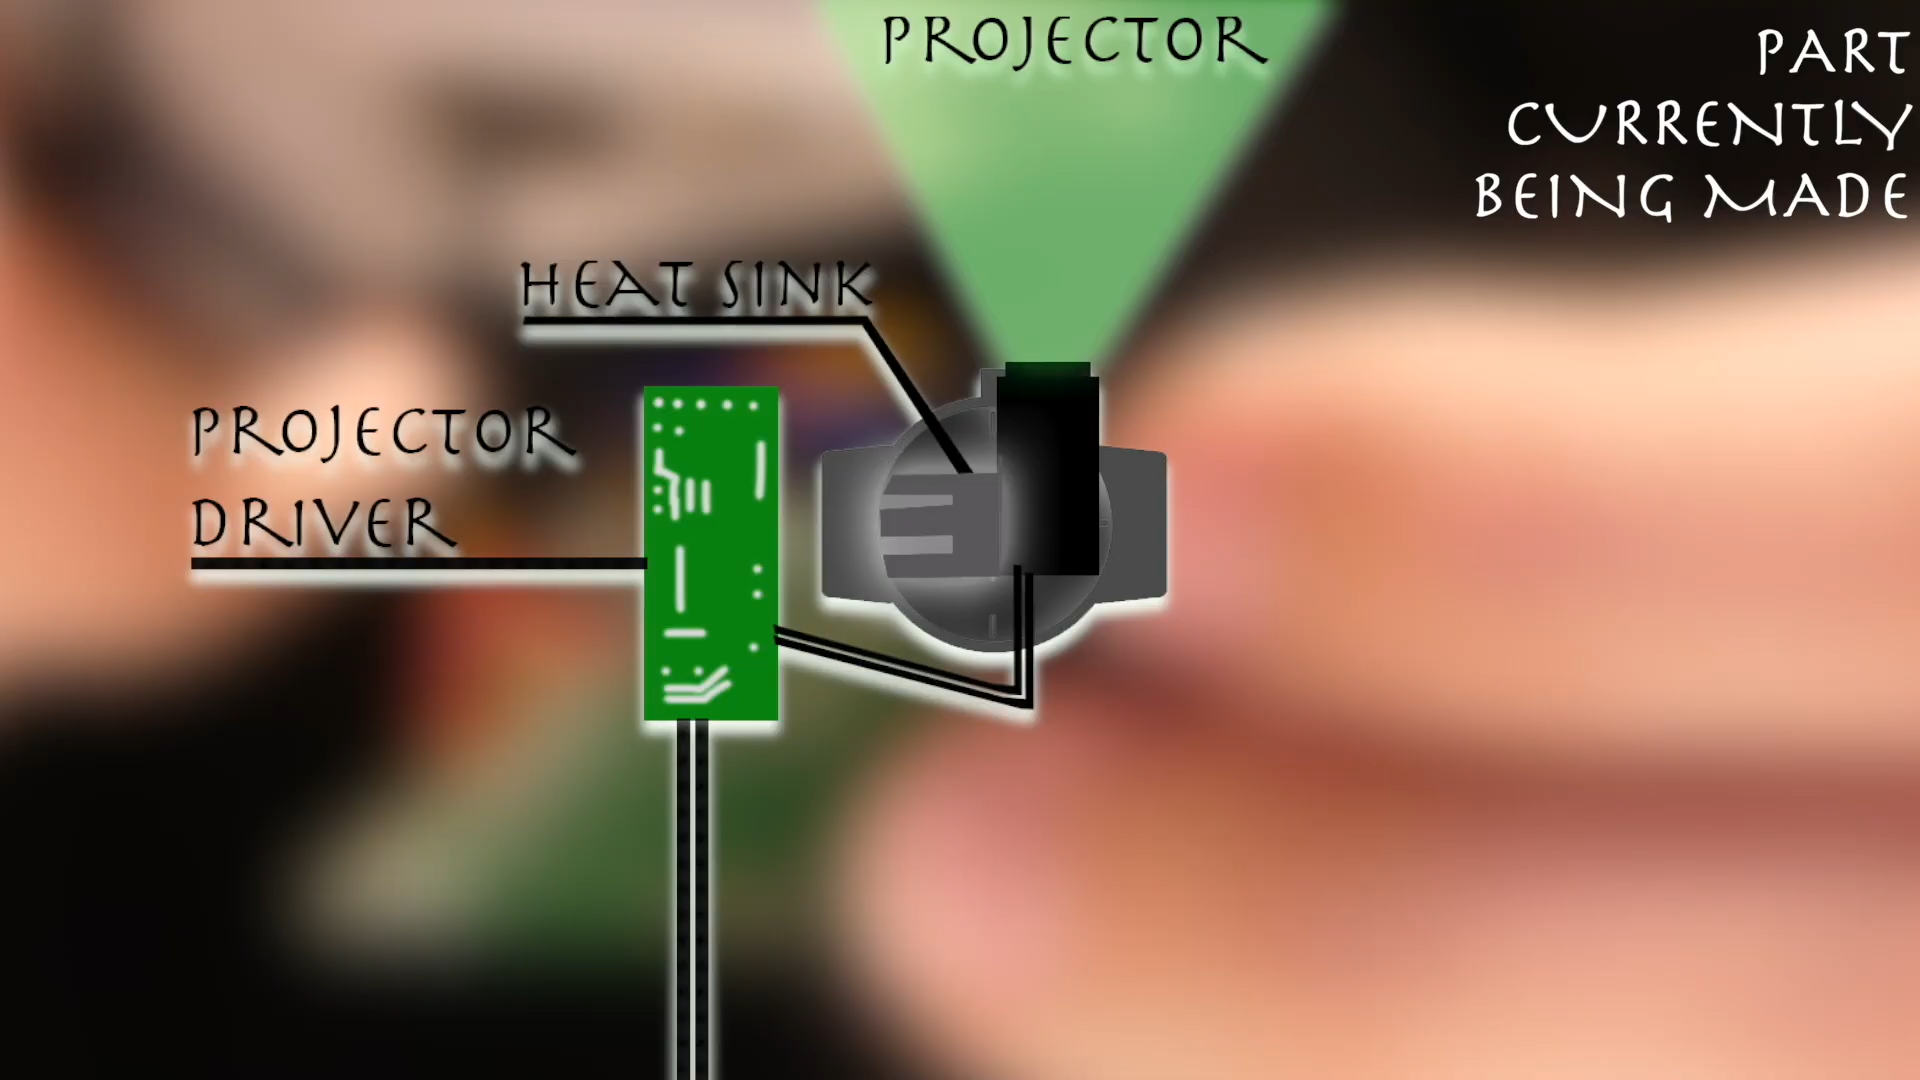 PROJECTOR
PART
CURRENTLY
BEING MADE
HEAT SINK
PROJECTOR
DRIVER